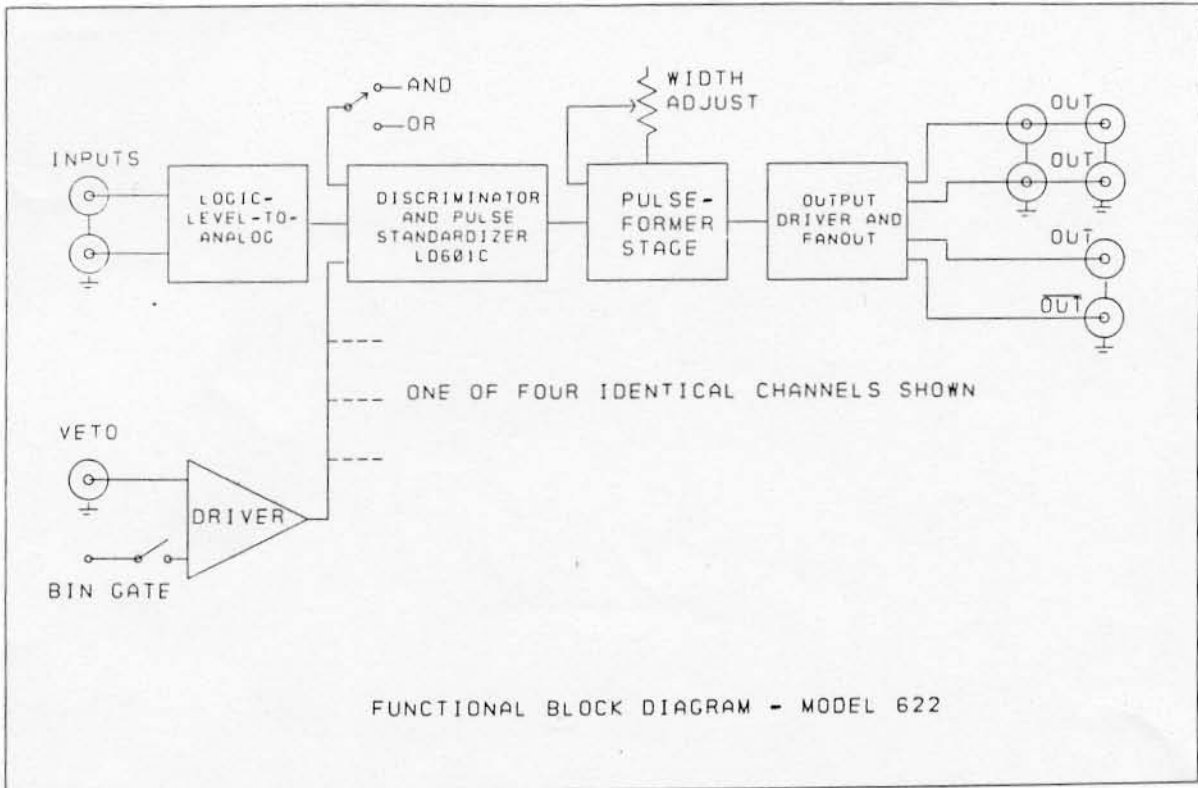 INPUTS
LOGIC-
LEVEL-TO-
ANALOG
AND
OR
DISCRIMINATOR
AND PULSE
STANDARDIZER
LD601C
WIDTH
ADJUST
PULSE-
FORMER
STAGE
OUTPUT
DRIVER AND
FANOUT
OUT
OUT
OUT
OUT
ONE OF FOUR IDENTICAL CHANNELS SHOWN
VETO
DRIVER
BIN GATE
FUNCTIONAL BLOCK DIAGRAM - MODEL 622